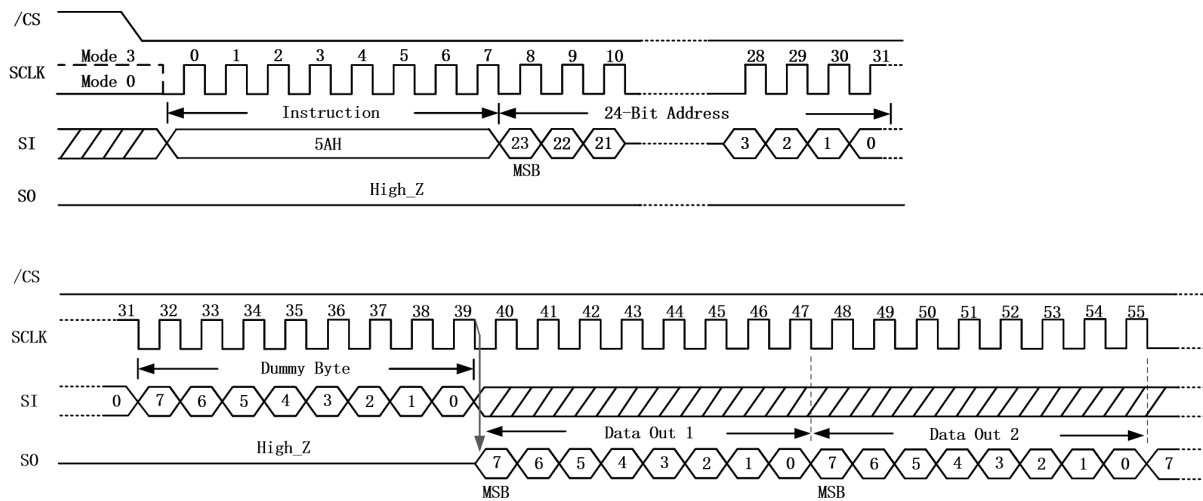 /CS
Mode 3 0 1 2 3 4 5 6 7 8 9 10 28 29 30 31
SCLK
Mode 0
Instruction 24-Bit Address
SI 5AH 23 22 21 3 2 1 0
MSB
High_Z
SO
/CS
31 32 33 34 35 36 37 38 39 40 41 42 43 44 45 46 47 48 49 50 51 52 53 54 55
SCLK
Dummy Byte
SI 0 7 6 5 4 3 2 1 0
Data Out 1 Data Out 2
High_Z
SO 7 6 5 4 3 2 1 0 7 6 5 4 3 2 1 0 7
MSB MSB